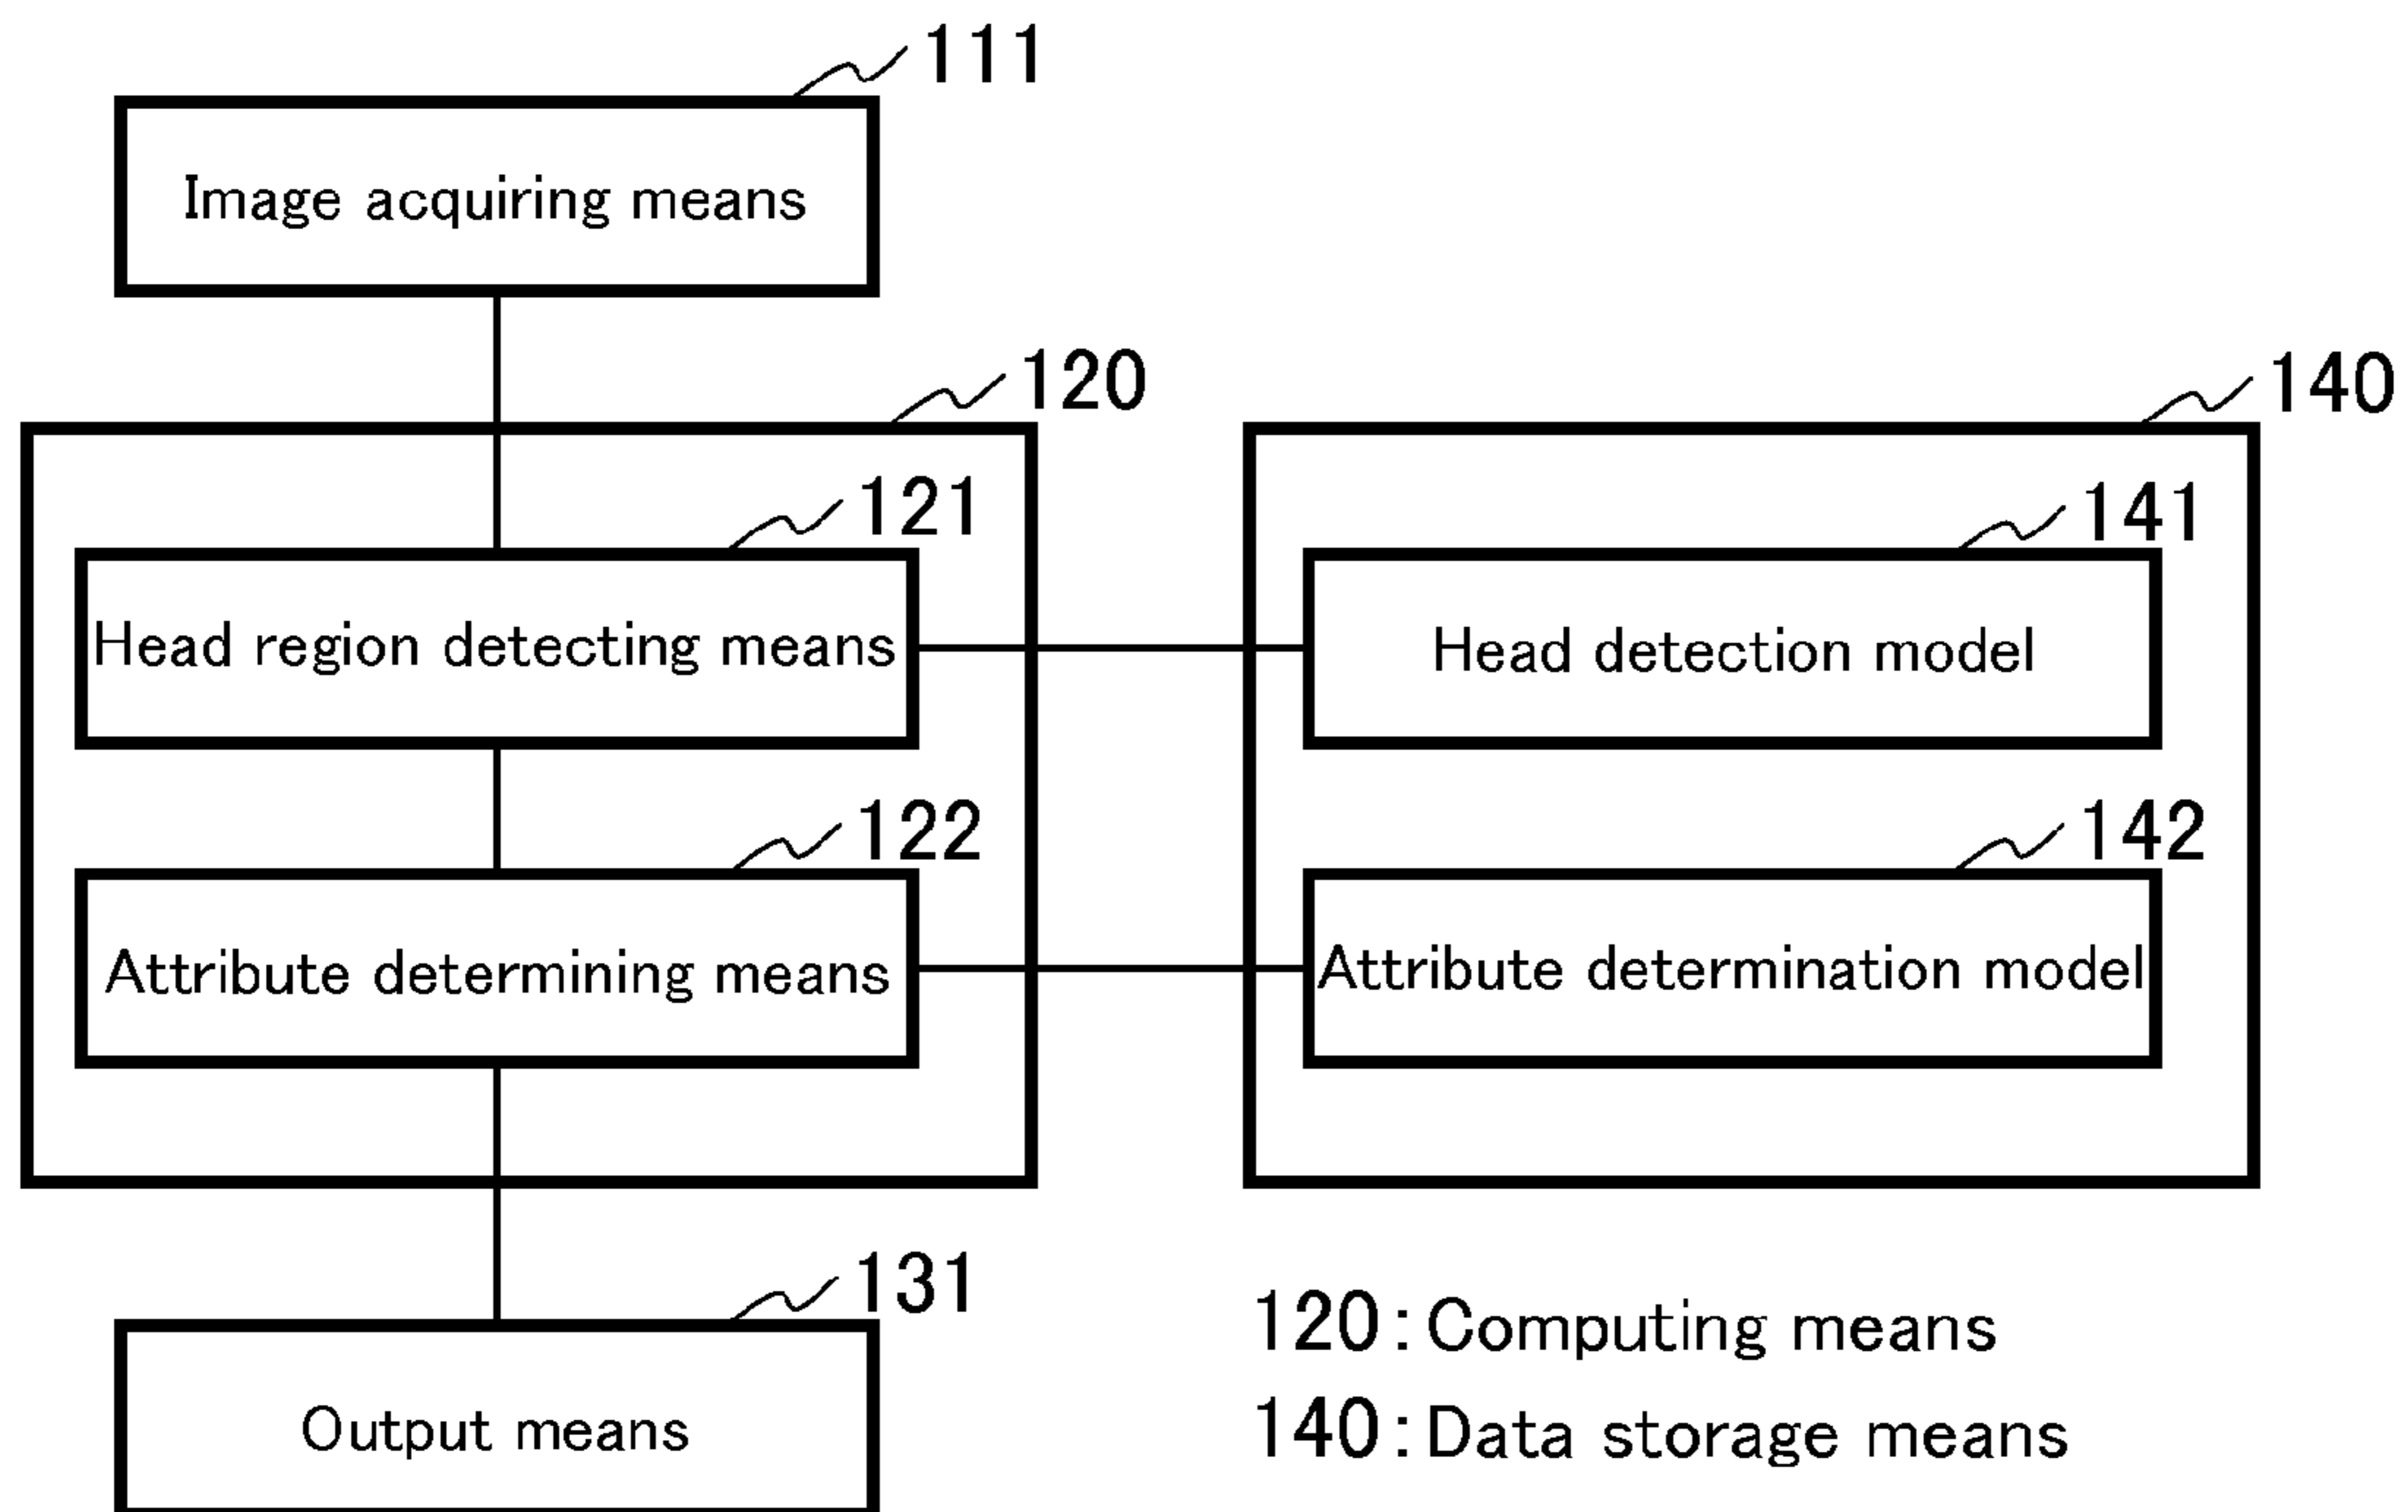 111
Image acquiring means
120
140
121
141
Head region detecting means
Head detection model
122
142
Attribute determining means
Attribute determination model
131
Output means
120:Computing means
140:Data storage means